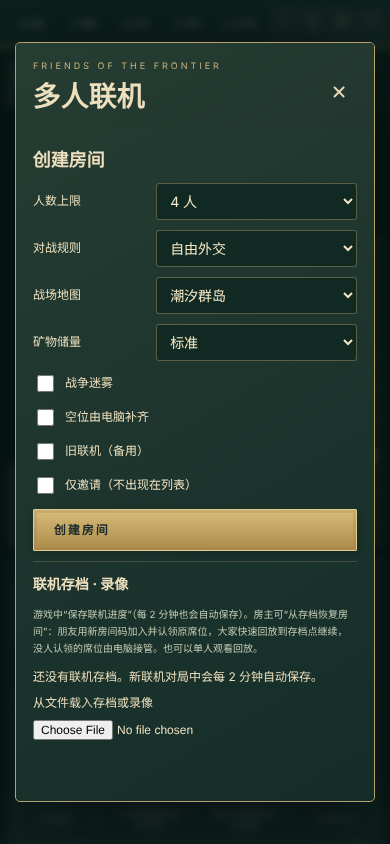 FRIENDS OF THE FRONTIER
多人联机
×
创建房间
人数上限 4 人
对战规则 自由外交
战场地图 潮汐群岛
矿物储量 标准
战争迷雾
空位由电脑补齐
旧联机（备用）
仅邀请（不出现在列表）
创建房间
联机存档 · 录像
游戏中“保存联机进度”（每 2 分钟也会自动保存）。房主可“从存档恢复房
间”：朋友用新房间码加入并认领原席位，大家快速回放到存档点继续，
没人认领的席位由电脑接管。也可以单人观看回放。
还没有联机存档。新联机对局中会每 2 分钟自动保存。
从文件载入存档或录像
Choose File No file chosen